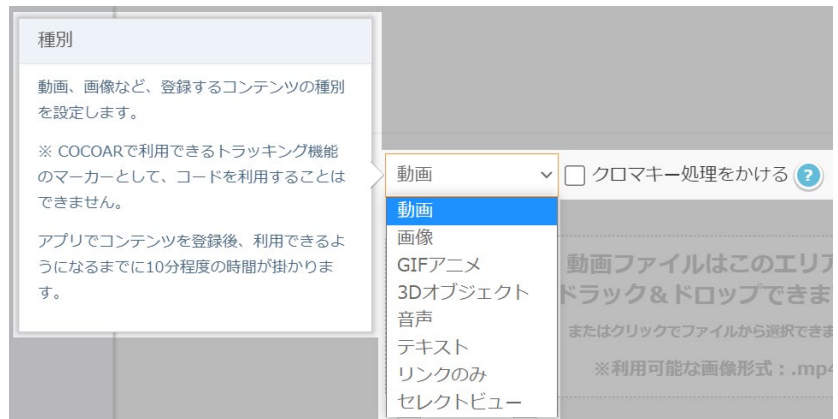 種別
動画、画像など、登録するコンテンツの種別
を設定します。
※ COCOARで利用できるトラッキング機能
のマーカーとして、コードを利用することは
できません。
アプリでコンテンツを登録後、利用できるよ
うになるまでに10分程度の時間が掛かりま
す。
動画
クロマキー処理をかける ?
動画
画像
GIFアニメ
3Dオブジェクト
音声
テキスト
リンクのみ
セレクトビュー
動画ファイルはこのエリア
ドラック＆ドロップできま
またはクリックでファイルから選択できま
※利用可能な画像形式：.mp4